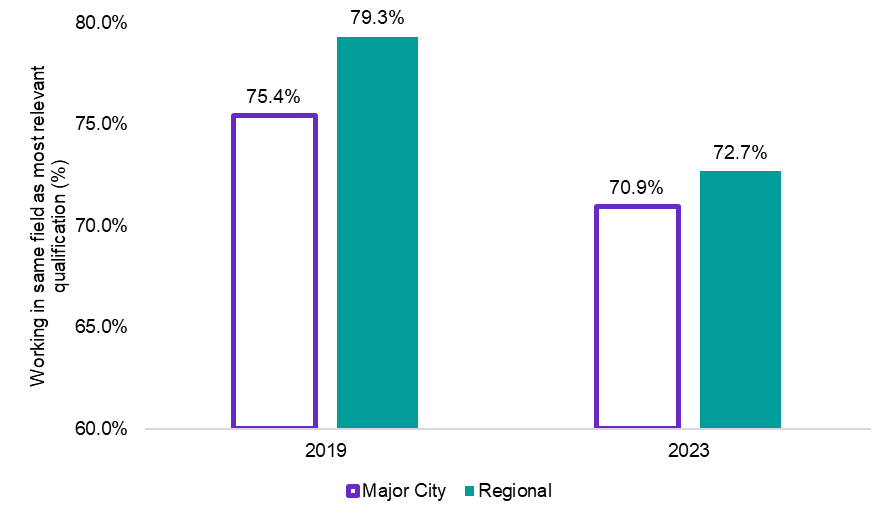 Working in same field as most relevant
qualification (%)
80.0%
75.0%
70.0%
65.0%
60.0%
75.4%
79.3%
70.9%
72.7%
2019
2023
Major City
Regional